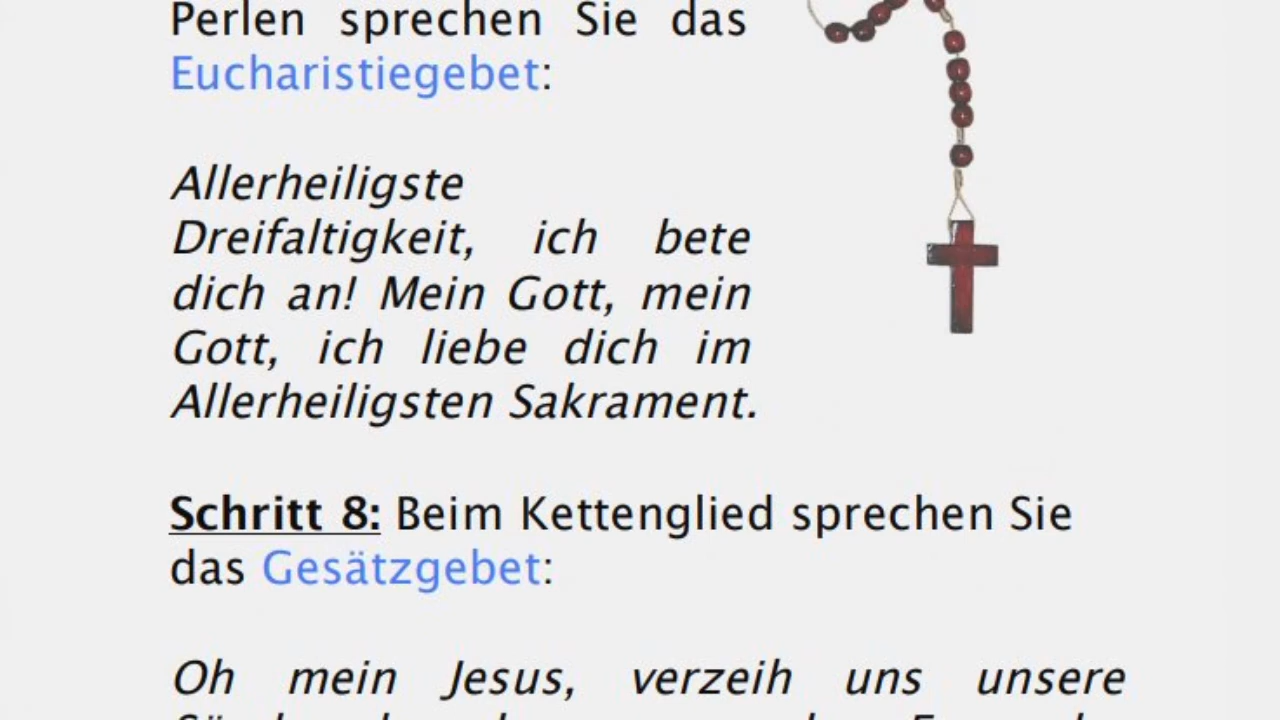 Perlen sprechen Sie das
Eucharistiegebet:
Allerheiligste
Dreifaltigkeit, ich bete
dich an! Mein Gott, mein
Gott, ich liebe dich im
Allerheiligsten Sakrament.
Schritt 8: Beim Kettenglied sprechen Sie
das Gesätzgebet:
Oh mein Jesus, verzeih uns unsere